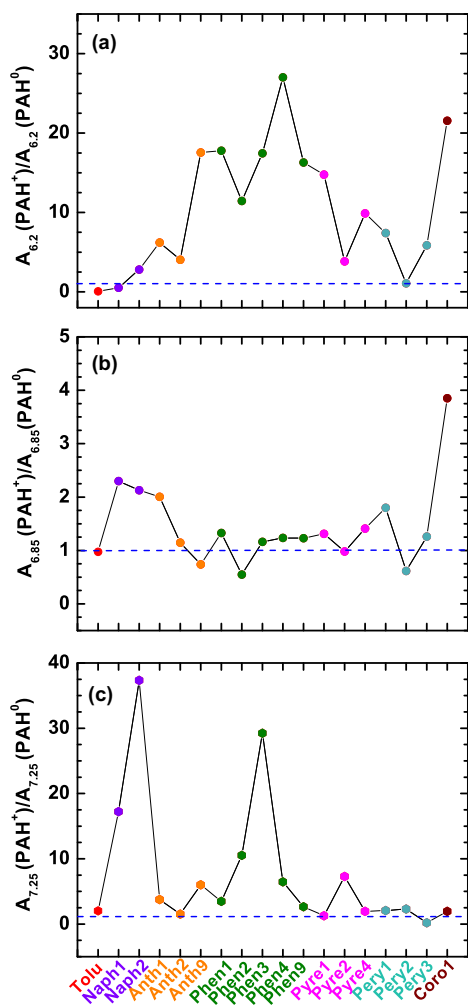 (a)
A6.2 (PAH+)/A6.2 (PAH0)
30
20
10
0
(b)
A6.85 (PAH+)/A6.85(PAH0)
5
4
3
2
1
0
(c)
A7.25 (PAH+)/A7.25 (PAH0)
40
30
20
10
0
Tolu
Naph1
Naph2
Anth1
Anth2
Anth9
Phen1
Phen2
Phen3
Phen4
Phen9
Pyre1
Pyre2
Pyre4
Pery1
Pery2
Pery3
Coro1